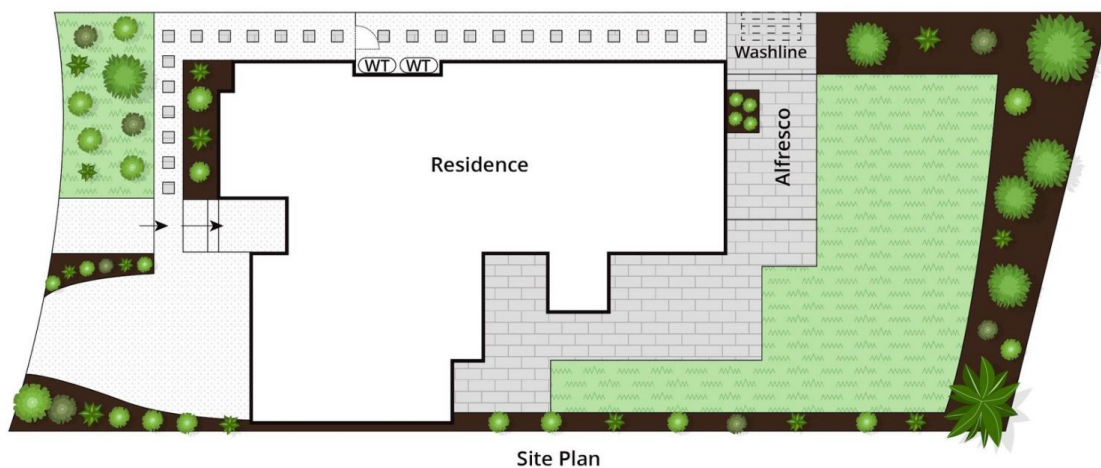 WT WT
Washline
Alfresco
Residence
Site Plan